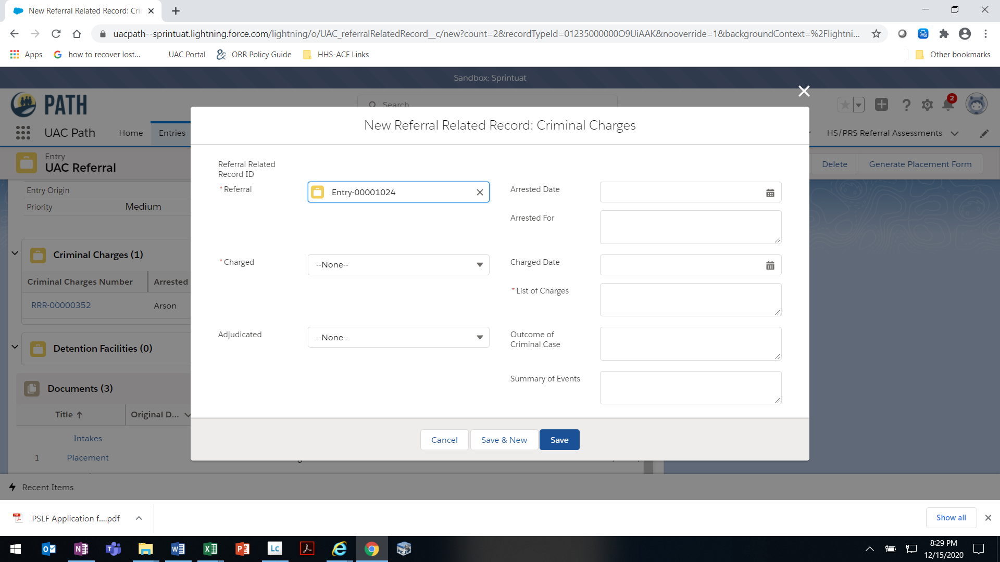 New Referral Related Record: Cri
uacpath--sprintuat.lightning.force.com/lightning/o/UAC_referralRelatedRecord__c/new?count=2&recordTypeId=01235000000O9UiAAK&nooverride=1&backgroundContext=%2Flightni...
Apps
how to recover lost...
UAC Portal
ORR Policy Guide
HHS-ACF Links
Other bookmarks
Sandbox: Sprintuat
PATH
Search
2
UAC Path
Home
Entries
HS/PRS Referral Assessments
Entry
UAC Referral
Delete
Generate Placement Form
Entry Origin
Priority
Medium
Criminal Charges (1)
Criminal Charges Number
Arrested
RRR-00000352
Arson
Detention Facilities (0)
Documents (3)
Title
Original D...
Intakes
1
Placement
New Referral Related Record: Criminal Charges
Referral Related
Record ID
*Referral
Entry-00001024
Arrested Date
Arrested For
*Charged
--None--
Charged Date
*List of Charges
Adjudicated
--None--
Outcome of
Criminal Case
Summary of Events
Cancel
Save & New
Save
Recent Items
PSLF Application f....pdf
Show all
Lc
8:29 PM
12/15/2020